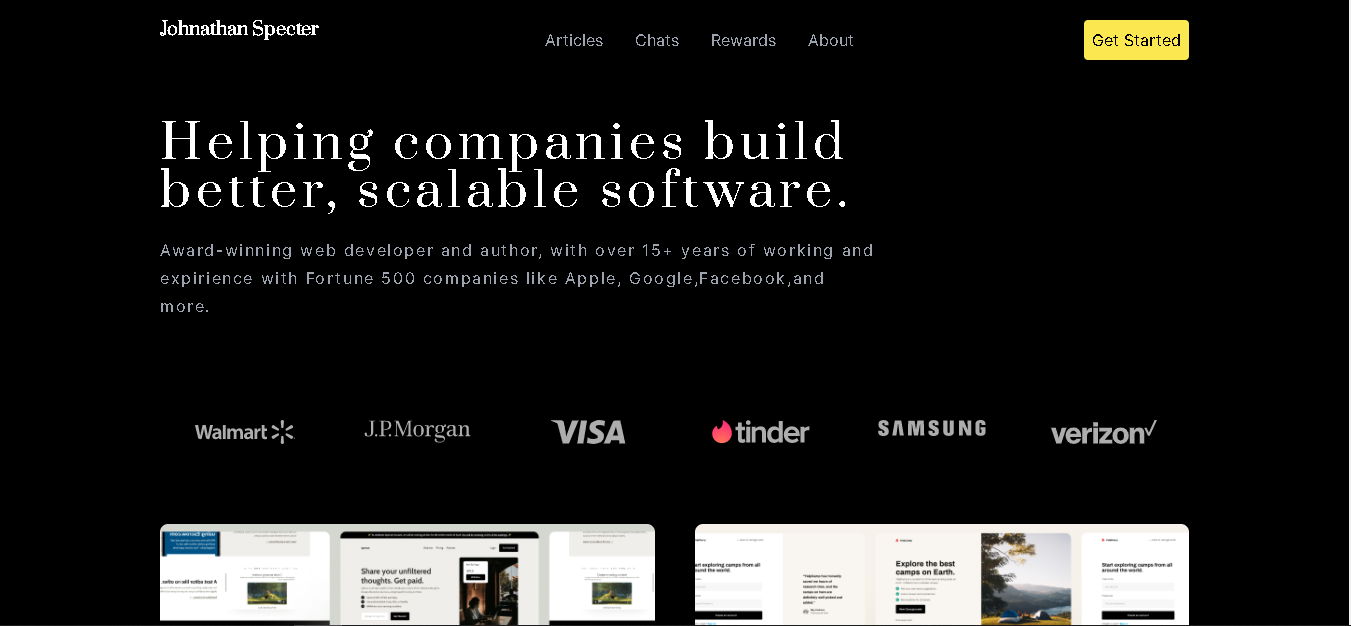 Johnathan Specter
Articles Chats Rewards About
Get Started
Helping companies build
better, scalable software.
Award-winning web developer and author, with over 15+ years of working and
expirience with Fortune 500 companies like Apple, Google,Facebook,and
more.
Walmart
J.P.Morgan
VISA
tinder
SAMSUNG
verizon
Share your unfiltered
thoughts. Get paid.
Start exploring camps from all
around the world.
Explore the best
camps on Earth.
Start exploring camps from all
around the world.